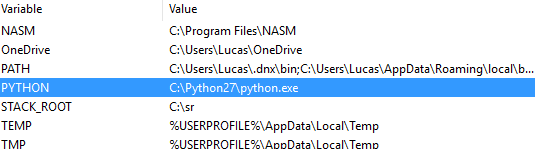 Variable Value
NASM C:\Program Files\NASM
OneDrive C:\Users\Lucas\OneDrive
PATH C:\Users\Lucas\.dnx\bin;C:\Users\Lucas\AppData\Roaming\local\b...
PYTHON C:\Python27\python.exe
STACK_ROOT C:\sr
TEMP %USERPROFILE%\AppData\Local\Temp
TMP %USERPROFILE%\AppData\Local\Temp